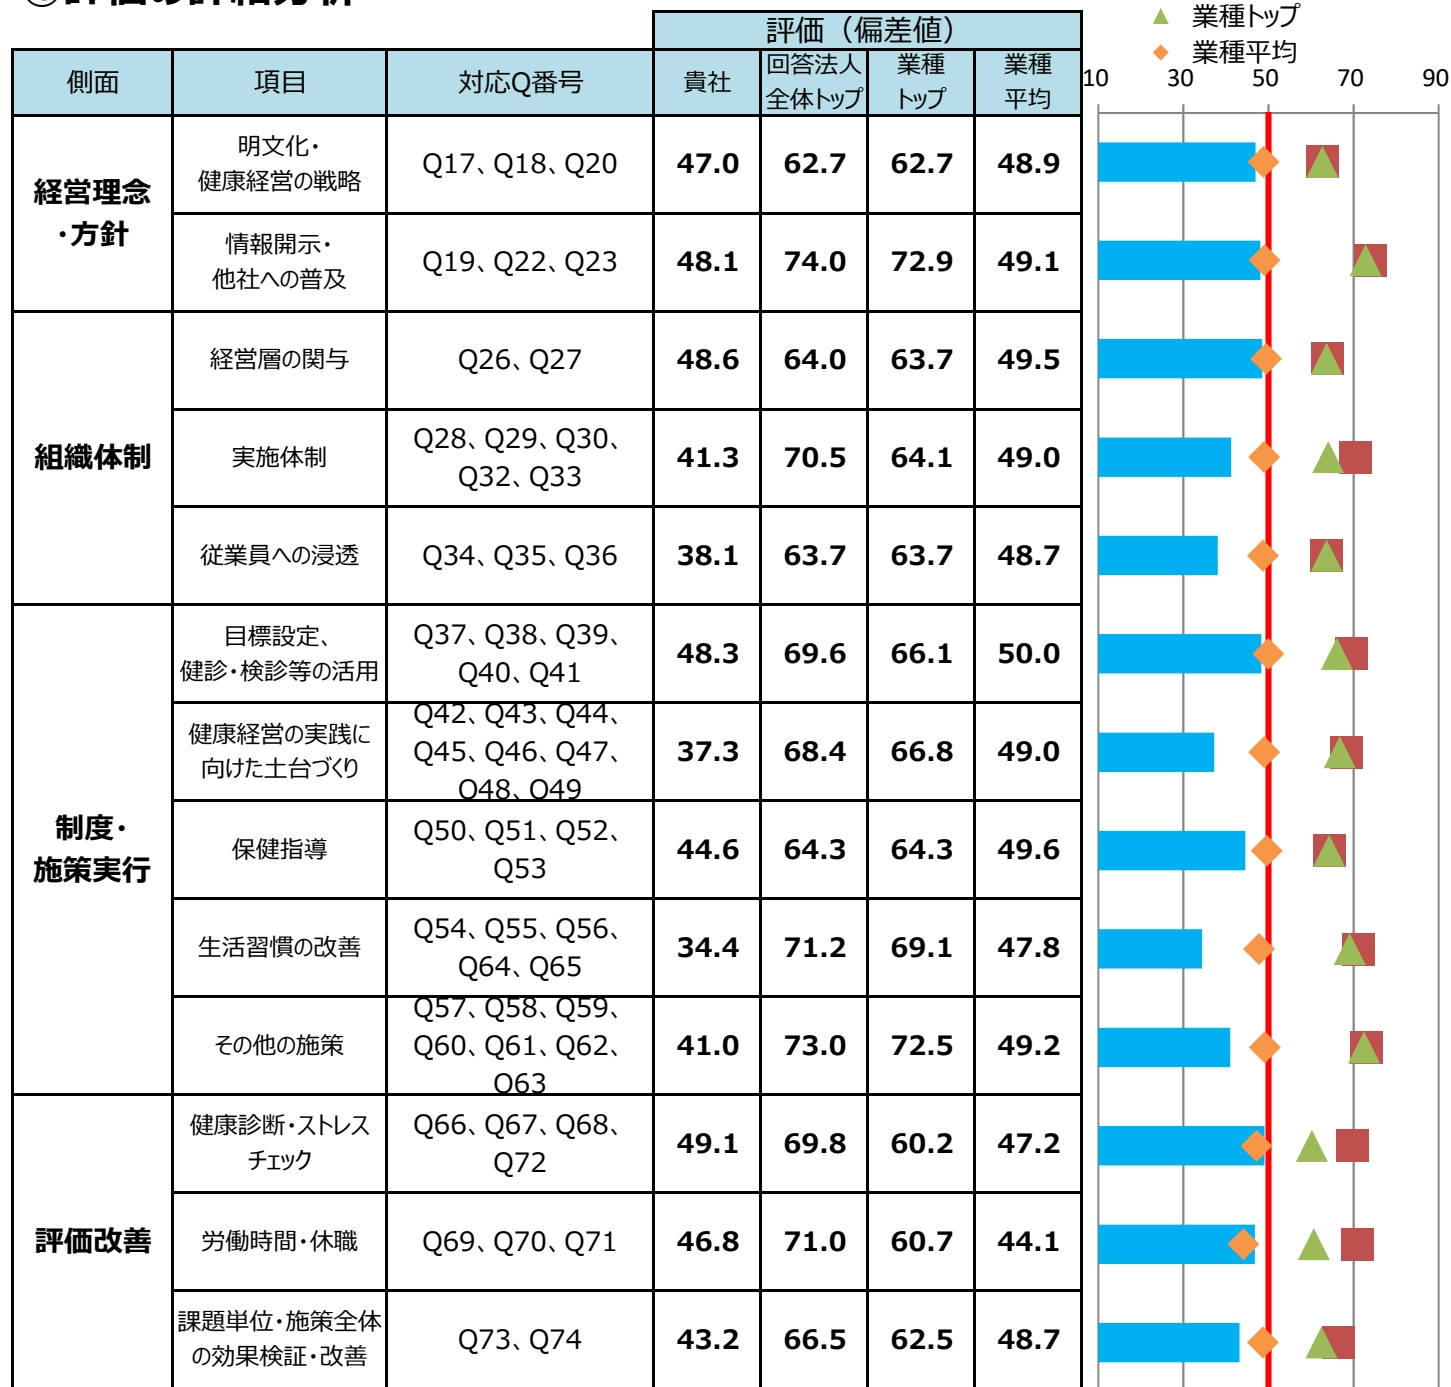 評価（偏差値）
側面 項目 対応Q番号 貴社 回答法人全体トップ 業種トップ 業種平均
▲ 業種トップ
◆ 業種平均
10 30 50 70 90
経営理念・方針
明文化・健康経営の戦略 Q17、Q18、Q20 47.0 62.7 62.7 48.9
情報開示・他社への普及 Q19、Q22、Q23 48.1 74.0 72.9 49.1
組織体制
経営層の関与 Q26、Q27 48.6 64.0 63.7 49.5
実施体制 Q28、Q29、Q30、Q32、Q33 41.3 70.5 64.1 49.0
従業員への浸透 Q34、Q35、Q36 38.1 63.7 63.7 48.7
制度・施策実行
目標設定、健診・検診等の活用 Q37、Q38、Q39、Q40、Q41 48.3 69.6 66.1 50.0
健康経営の実践に向けた土台づくり Q42、Q43、Q44、Q45、Q46、Q47、Q48、Q49 37.3 68.4 66.8 49.0
保健指導 Q50、Q51、Q52、Q53 44.6 64.3 64.3 49.6
生活習慣の改善 Q54、Q55、Q56、Q64、Q65 34.4 71.2 69.1 47.8
その他の施策 Q57、Q58、Q59、Q60、Q61、Q62、Q63 41.0 73.0 72.5 49.2
評価改善
健康診断・ストレスチェック Q66、Q67、Q68、Q72 49.1 69.8 60.2 47.2
労働時間・休職 Q69、Q70、Q71 46.8 71.0 60.7 44.1
課題単位・施策全体の効果検証・改善 Q73、Q74 43.2 66.5 62.5 48.7